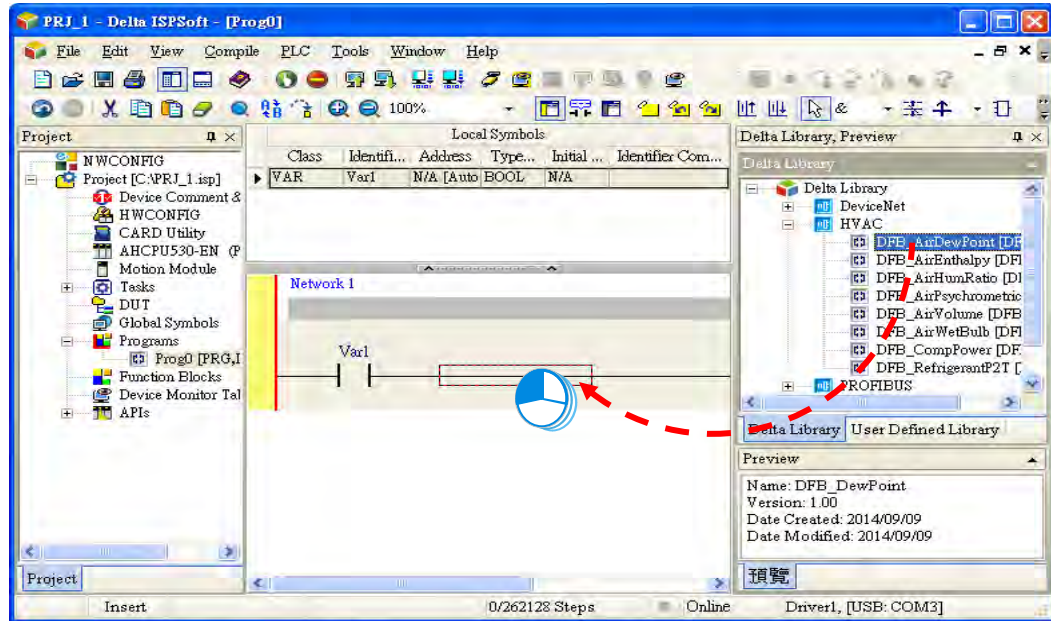 PRJ_1 - Delta ISPSoft - [Prog0]
File Edit View Compile PLC Tools Window Help
100%
Project
NWCONFIG
Project [C:\PRJ_1.isp]
Device Comment &
HWCONFIG
CARD Utility
AHCPU530-EN (P
Motion Module
Tasks
DUT
Global Symbols
Programs
Prog0 [PRG,I
Function Blocks
Device Monitor Tal
APIs
Project
Local Symbols
Class Identifi... Address Type... Initial ... Identifier Com...
VAR Var1 N/A [Auto BOOL N/A
Network 1
Var1
Delta Library, Preview
Delta Library
Delta Library
DeviceNet
HVAC
DFB_AirDewPoint [DF
DFB_AirEnthalpy [DFI
DFB_AirHumRatio [DI
DFB_AirPsychrometric
DFB_AirVolume [DFB
DFB_AirWetBulb [DFI
DFB_CompPower [DF.
DFB_RefrigerantP2T [
PROFIBUS
Delta Library User Defined Library
Preview
Name: DFB_DewPoint
Version: 1.00
Date Created: 2014/09/09
Date Modified: 2014/09/09
預覽
Insert 0/262128 Steps Online Driver1, [USB: COM3]